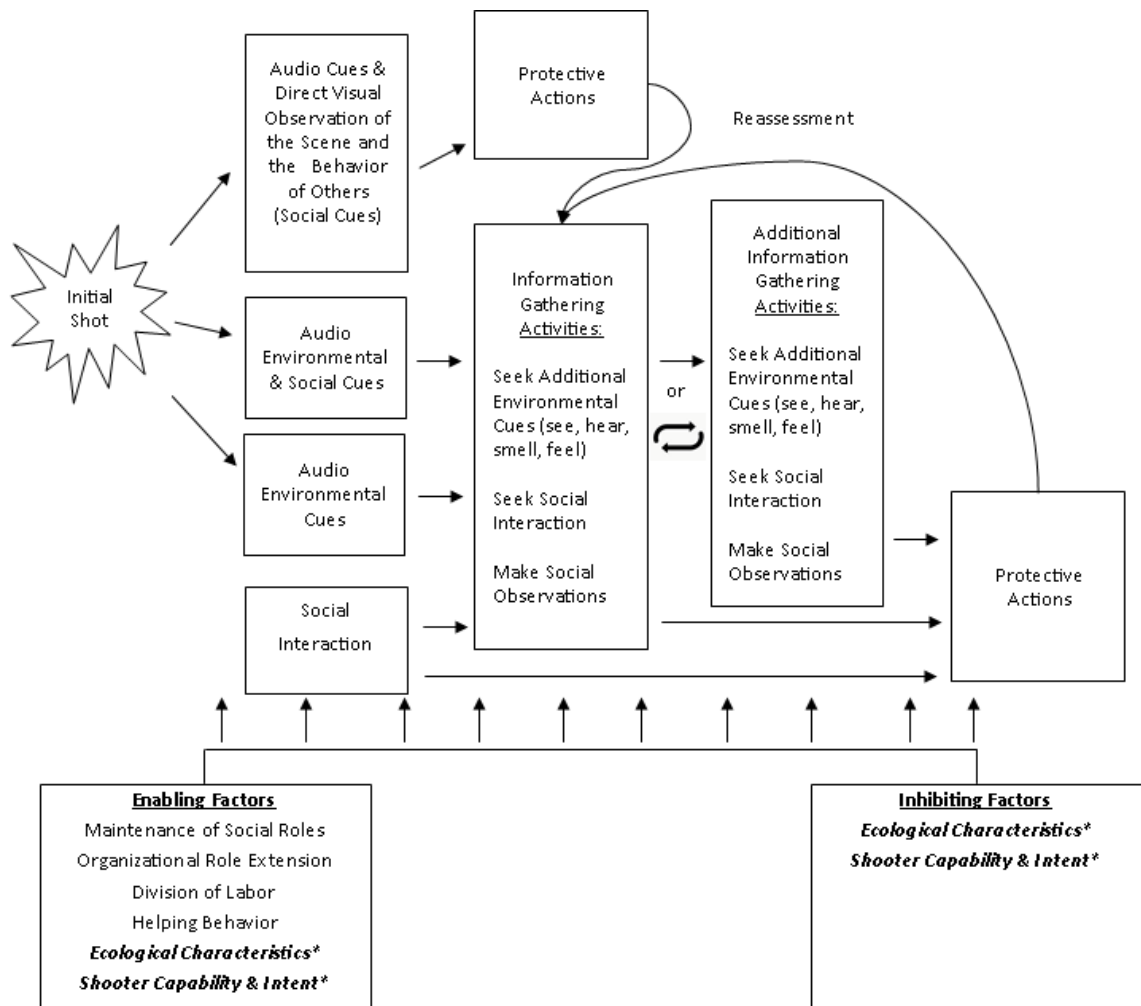 Audio Cues &
Direct Visual
Observation of
the Scene and
the Behavior
of Others
(Social Cues)
Protective
Actions
Reassessment
Initial
Shot
Audio
Environmental
& Social Cues
Audio
Environmental
Cues
Social
Interaction
Information
Gathering
Activities:
Seek Additional
Environmental
Cues (see, hear,
smell, feel)
Seek Social
Interaction
Make Social
Observations
or
Additional
Information
Gathering
Activities:
Seek Additional
Environmental
Cues (see, hear,
smell, feel)
Seek Social
Interaction
Make Social
Observations
Protective
Actions
Enabling Factors
Maintenance of Social Roles
Organizational Role Extension
Division of Labor
Helping Behavior
Ecological Characteristics*
Shooter Capability & Intent*
Inhibiting Factors
Ecological Characteristics*
Shooter Capability & Intent*